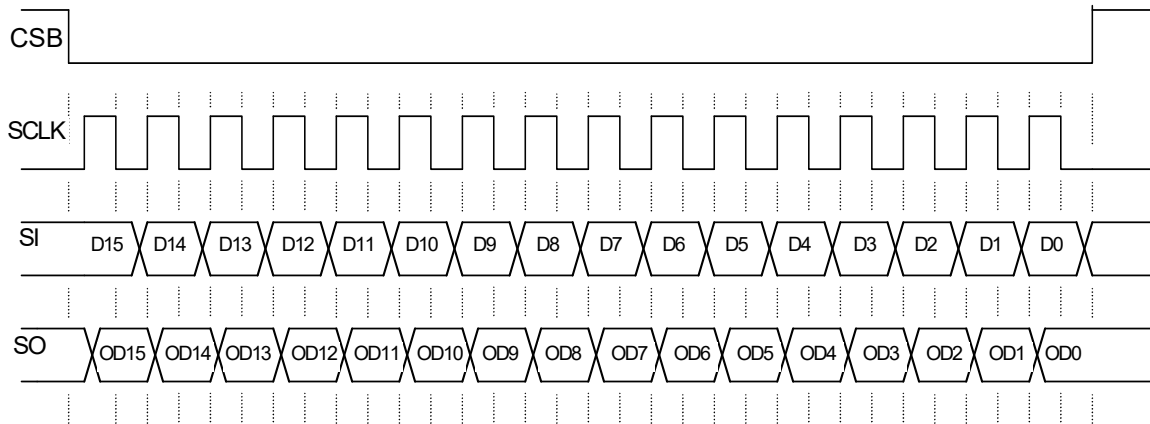 CSB
SCLK
SI D15 D14 D13 D12 D11 D10 D9 D8 D7 D6 D5 D4 D3 D2 D1 D0
SO OD15 OD14 OD13 OD12 OD11 OD10 OD9 OD8 OD7 OD6 OD5 OD4 OD3 OD2 OD1 OD0